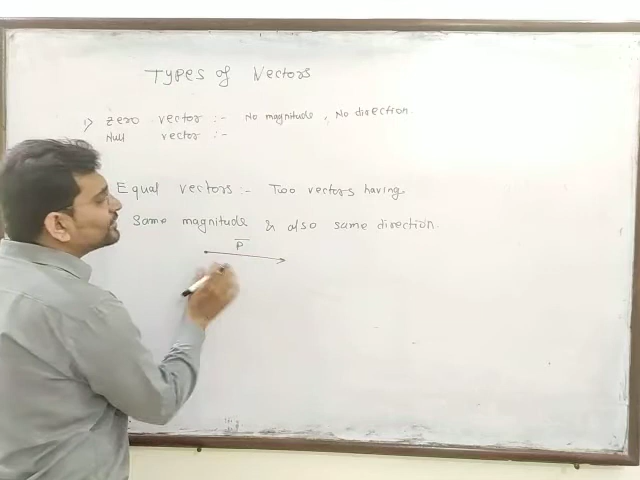 Types of Vectors
1) Zero vector :- No magnitude, No direction.
Null vector :-
Equal vectors :- Two vectors having
same magnitude & also same direction.
P